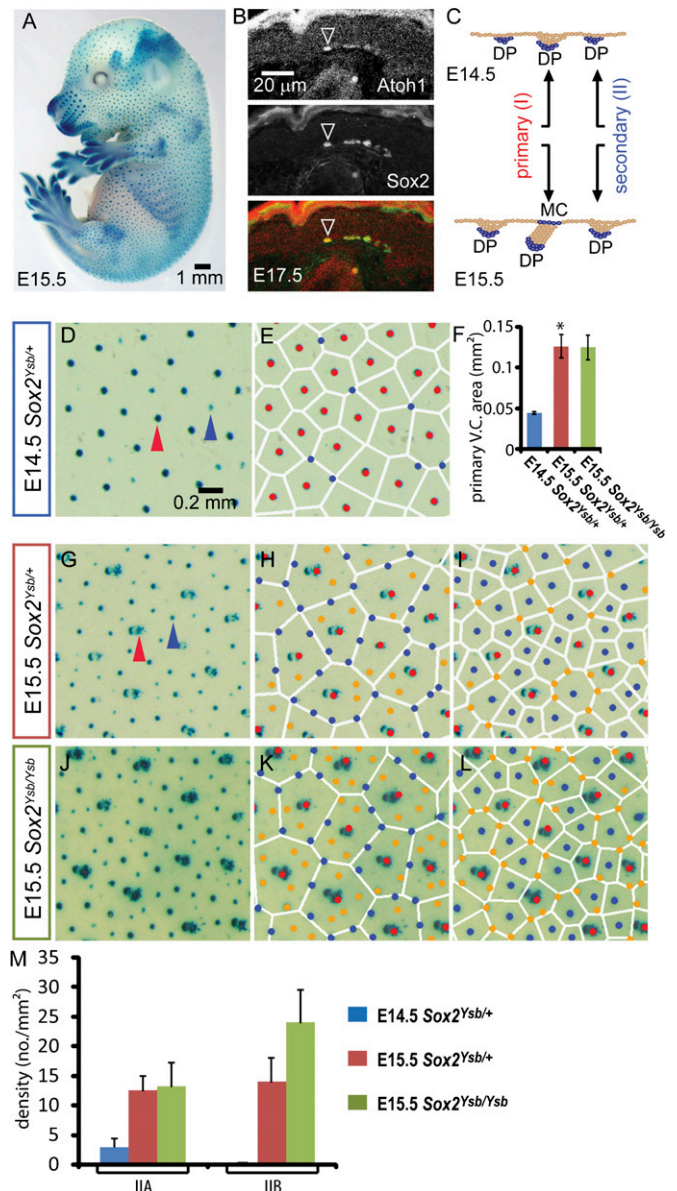 A
E15.5
1 mm
B
20 µm
Atoh1
Sox2
E17.5
C
DP
DP
DP
E14.5
primary (I)
secondary (II)
MC
DP
DP
DP
E15.5
E14.5 Sox2Ysb/+
D
0.2 mm
E
F
primary V.C. area (mm²)
0.15
0.1
0.05
0
*
E14.5 Sox2Ysb/+
E15.5 Sox2Ysb/+
E15.5 Sox2Ysb/Ysb
E15.5 Sox2Ysb/+
G
H
I
E15.5 Sox2Ysb/Ysb
J
K
L
M
density (no./mm²)
35
30
25
20
15
10
5
0
IIA
IIB
E14.5 Sox2Ysb/+
E15.5 Sox2Ysb/+
E15.5 Sox2Ysb/Ysb